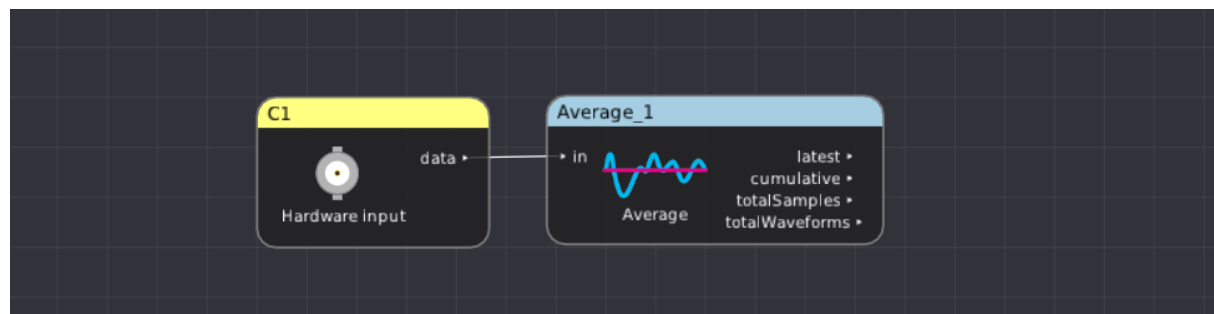 C1
data
Hardware input
Average_1
in
Average
latest
cumulative
totalSamples
totalWaveforms